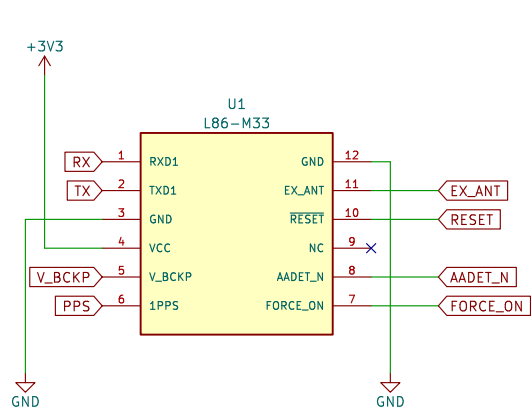 +3V3
U1
L86-M33
RX 1 RXD1 GND 12
TX 2 TXD1 EX_ANT 11 EX_ANT
3 GND RESET 10 RESET
4 VCC NC 9
V_BCKP 5 V_BCKP AADET_N 8 AADET_N
PPS 6 1PPS FORCE_ON 7 FORCE_ON
GND GND